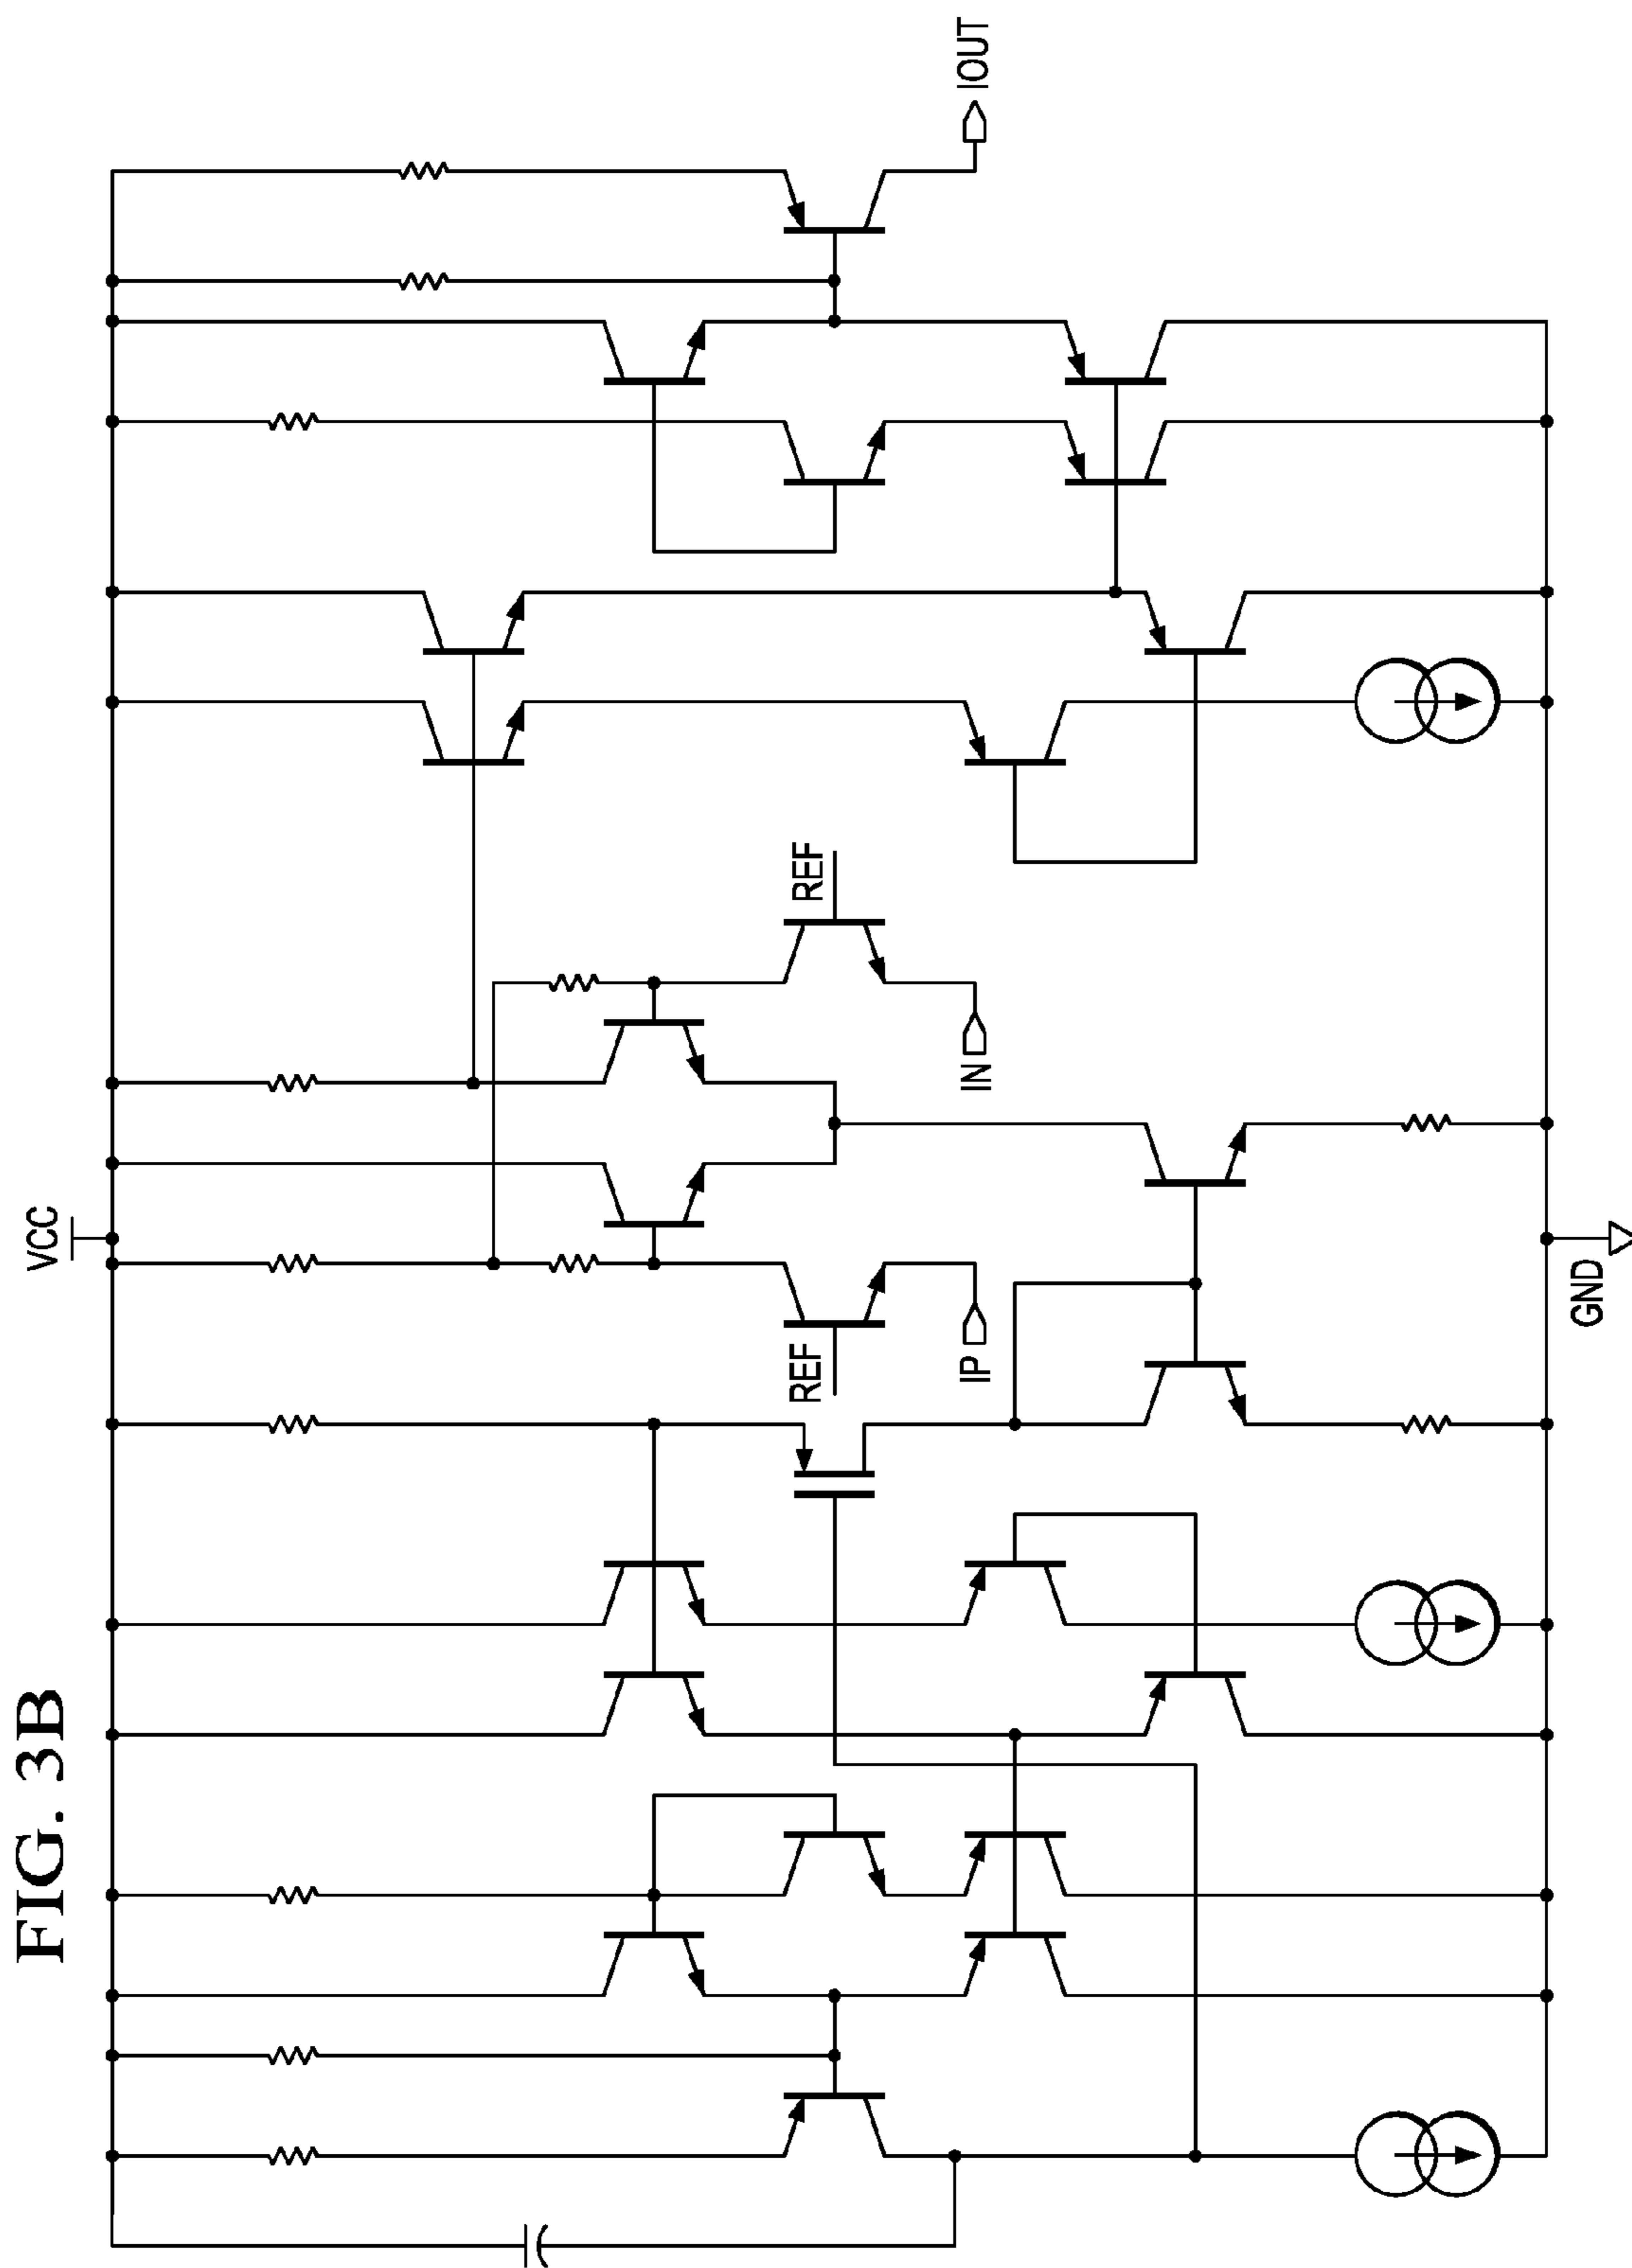 FIG. 3B
VCC
REF
IP
IN
REF
IOUT
GND